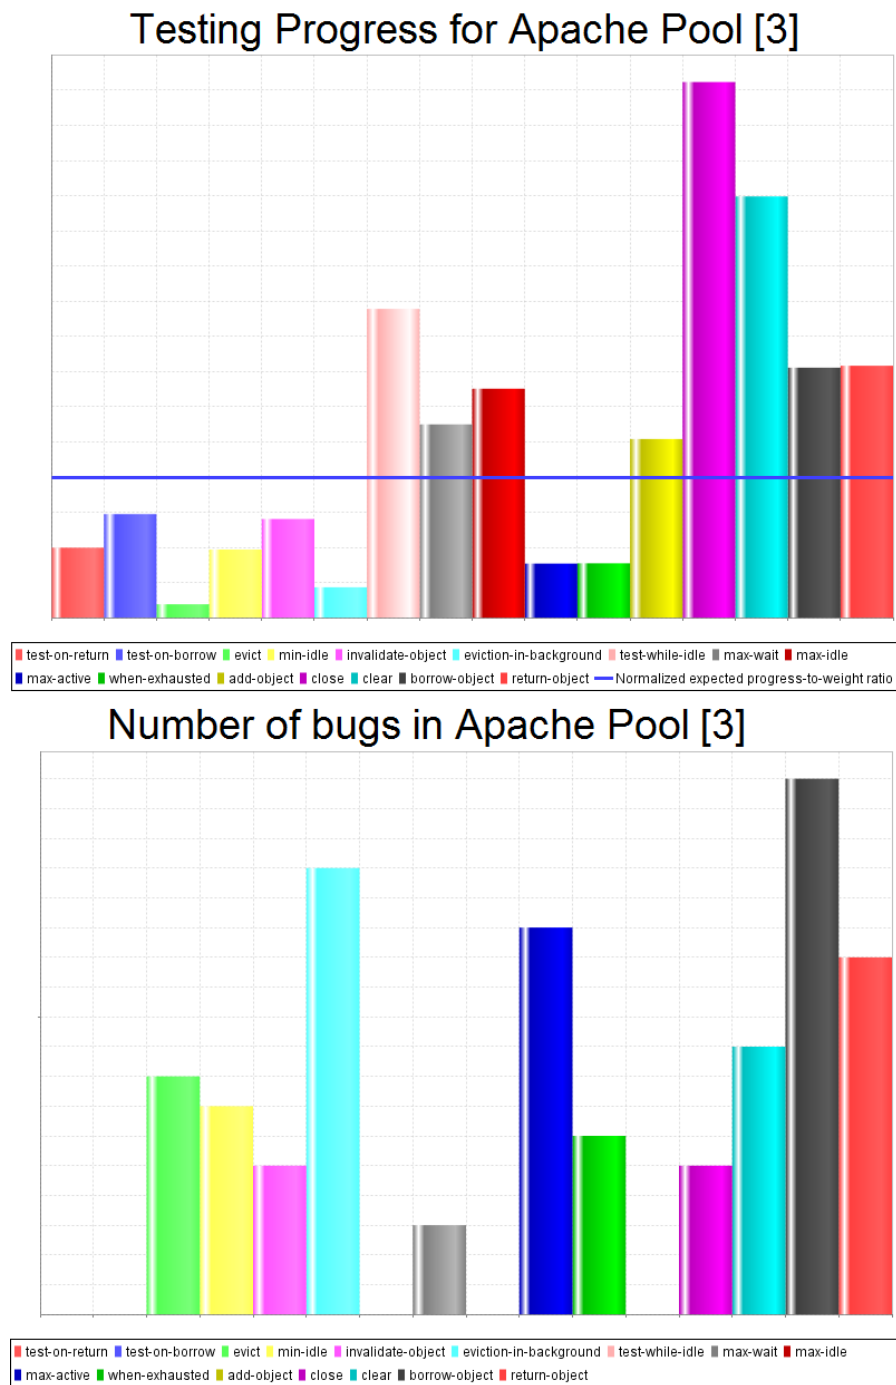 Testing Progress for Apache Pool [3]
test-on-return test-on-borrow evict min-idle invalidate-object eviction-in-background test-while-idle max-wait max-idle
max-active when-exhausted add-object close clear borrow-object return-object Normalized expected progress-to-weight ratio
Number of bugs in Apache Pool [3]
test-on-return test-on-borrow evict min-idle invalidate-object eviction-in-background test-while-idle max-wait max-idle
max-active when-exhausted add-object close clear borrow-object return-object